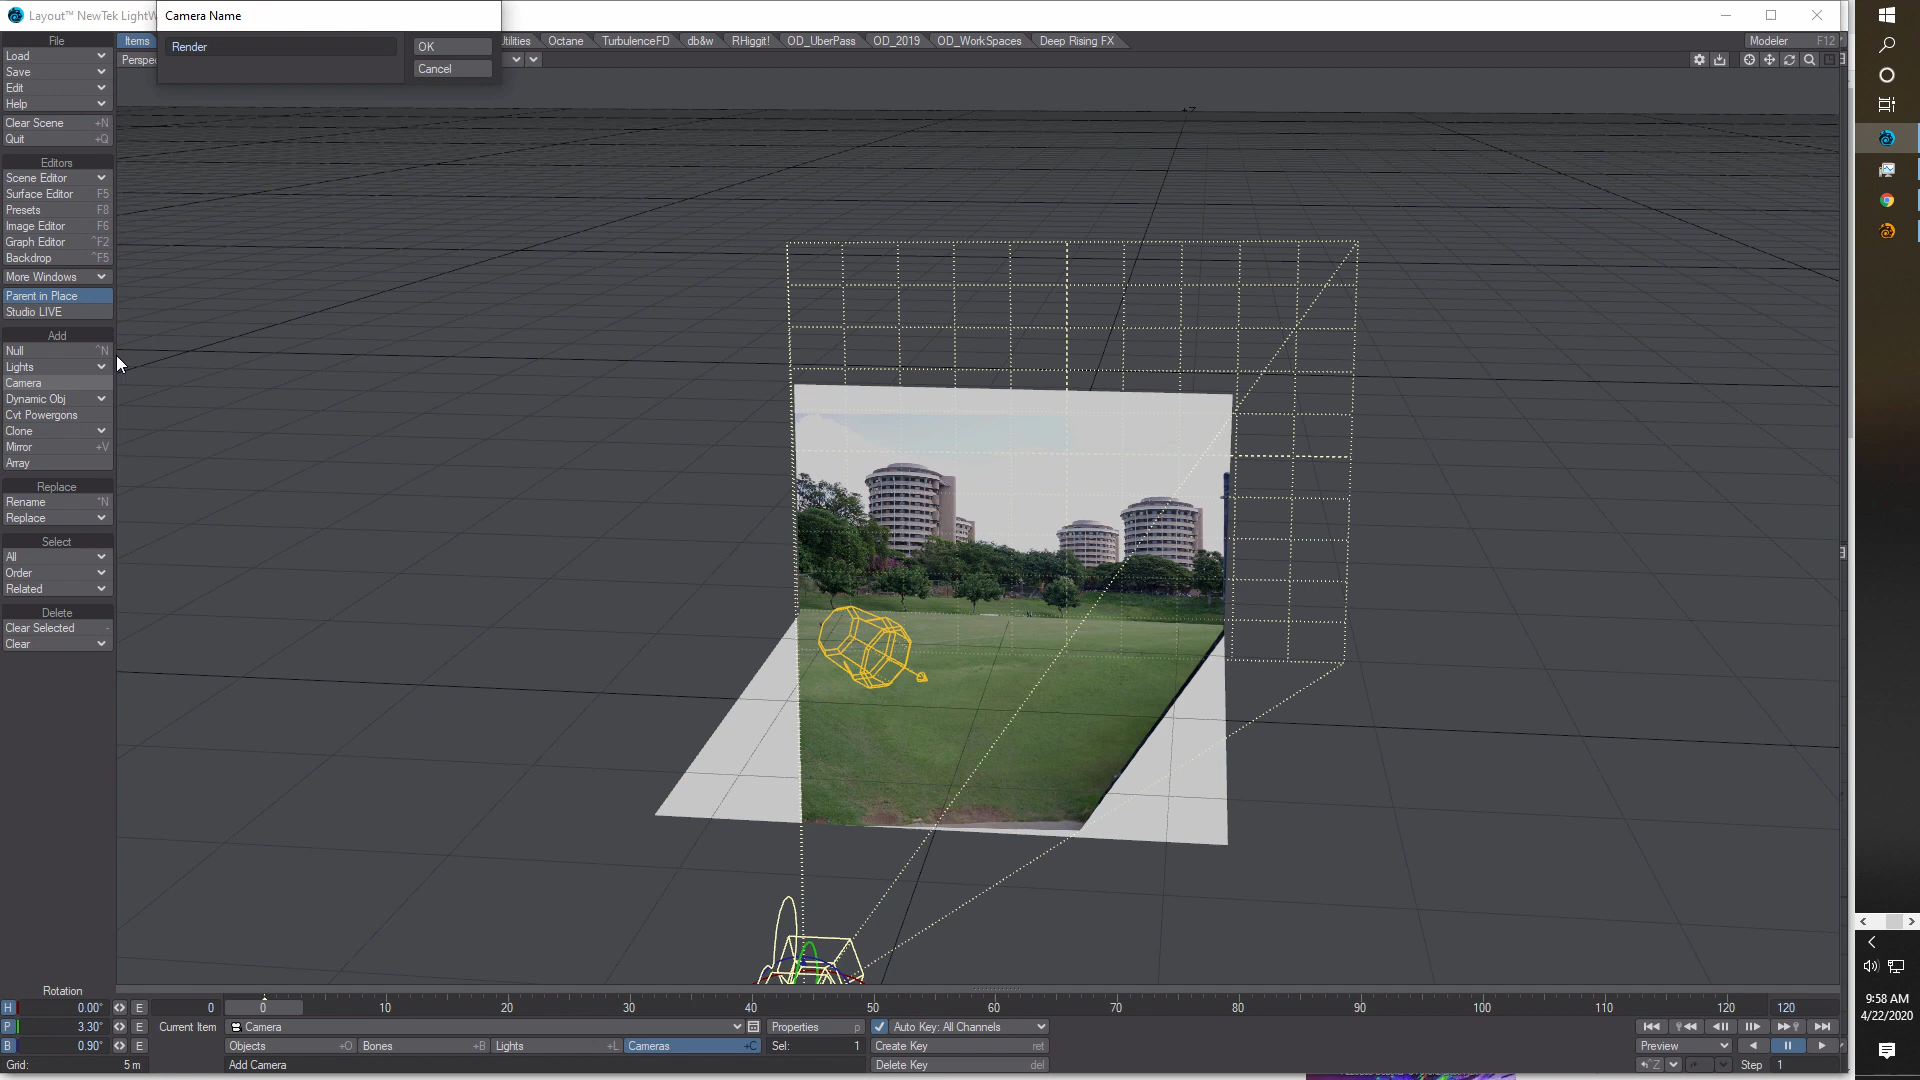 Layout™ NewTek LightW
Camera Name
Render
OK
Cancel
Items
Utilities
Octane
TurbulenceFD
db&w
RHiggit!
OD_UberPass
OD_2019
OD_WorkSpaces
Deep Rising FX
Modeler F12
Perspe
File
Load
Save
Edit
Help
Clear Scene +N
Quit +Q
Editors
Scene Editor
Surface Editor F5
Presets F8
Image Editor F6
Graph Editor ^F2
Backdrop ^F5
More Windows
Parent in Place
Studio LIVE
Add
Null ^N
Lights
Camera
Dynamic Obj
Cvt Powergons
Clone
Mirror +V
Array
Replace
Rename ^N
Replace
Select
All
Order
Related
Delete
Clear Selected -
Clear
+Z
Rotation
H 0.00° E
P 3.30° E
B 0.90° E
Grid: 5 m
0
0 10 20 30 40 50 60 70 80 90 100 110 120
120
Current Item
Camera
Properties p
Auto Key: All Channels
Objects +O
Bones +B
Lights +L
Cameras +C
Sel: 1
Create Key ret
Add Camera
Delete Key del
Preview
^Z
Step 1
9:58 AM
4/22/2020